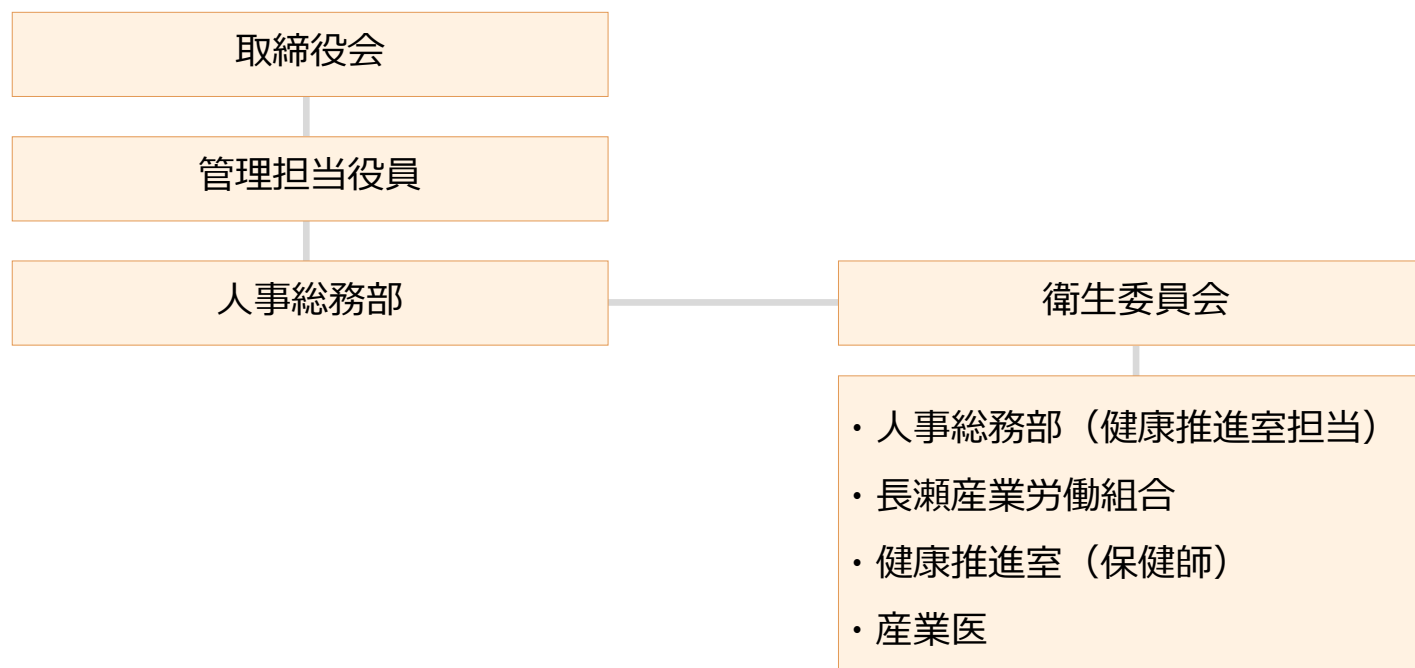 取締役会
管理担当役員
人事総務部
衛生委員会
・人事総務部（健康推進室担当）
・長瀬産業労働組合
・健康推進室（保健師）
・産業医